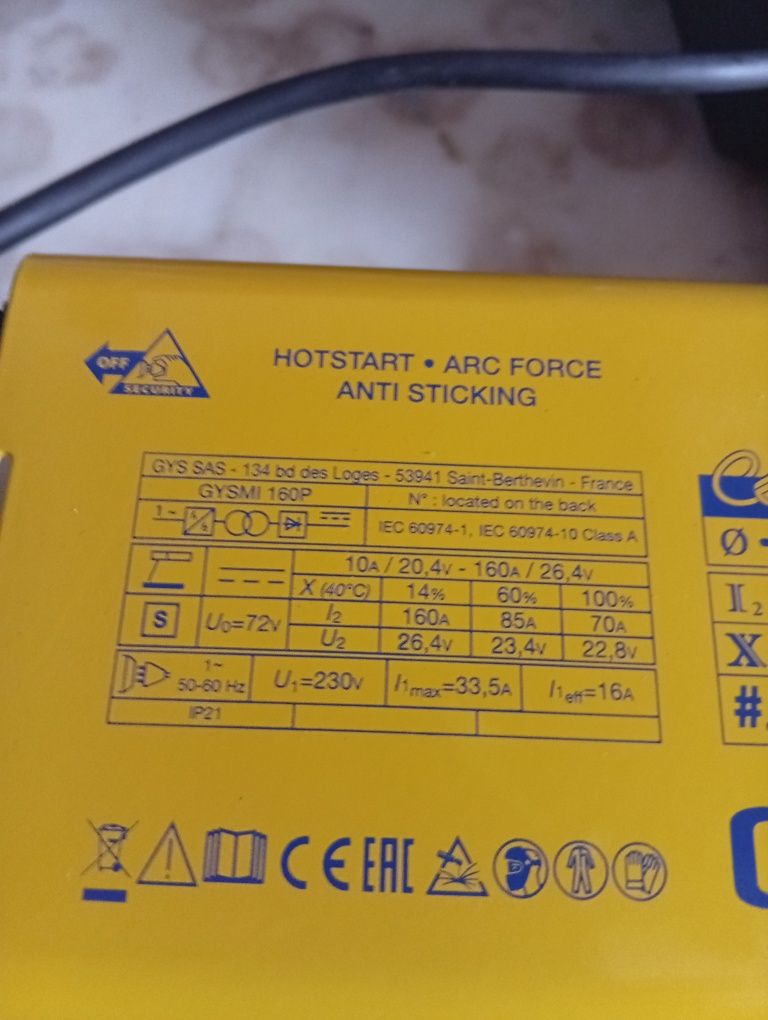 OFF
SECURITY
HOTSTART • ARC FORCE
ANTI STICKING
GYS SAS - 134 bd des Loges - 53941 Saint-Berthevin - France
GYSMI 160P N° : located on the back
1~ IEC 60974-1, IEC 60974-10 Class A
10A / 20,4V - 160A / 26,4V
X (40°C) 14% 60% 100%
S U0=72V I2 160A 85A 70A
U2 26,4V 23,4V 22,8V
1~ 50-60 Hz U1=230V I1max=33,5A I1eff=16A
IP21
Ø
I2
X
#
CE EAC